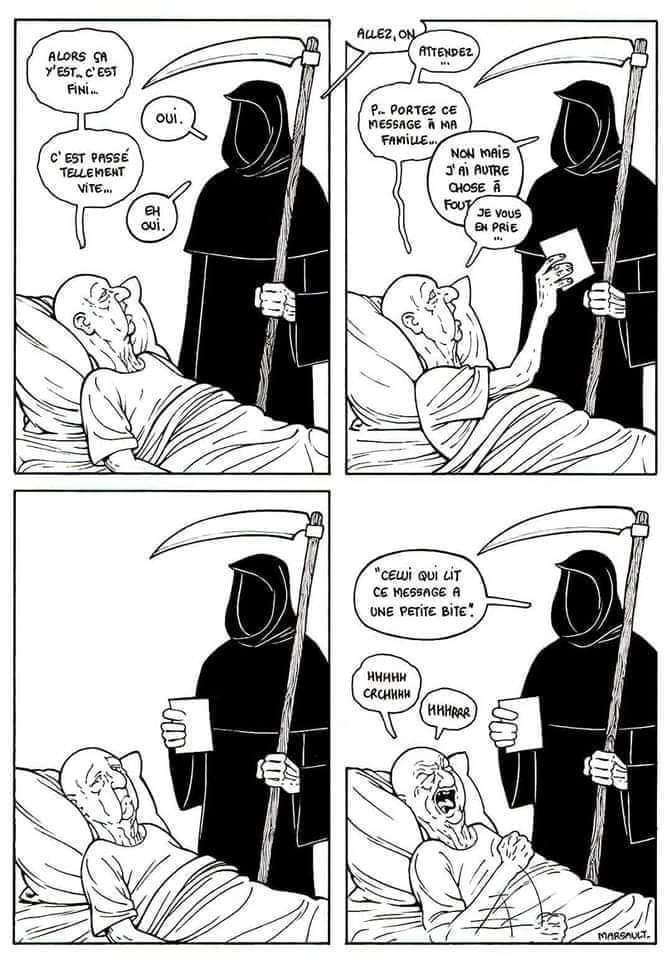 ALORS ÇA
Y'EST.. C'EST
FINI...
OUI.
C'EST PASSÉ
TELLEMENT
VITE...
EH
OUI.
ALLEZ, ON
ATTENDEZ
...
P... PORTEZ CE
MESSAGE À MA
FAMILLE...
NON MAIS
J'AI AUTRE
CHOSE À
FOUT
JE VOUS
EN PRIE
...
"CELUI QUI LIT
CE MESSAGE A
UNE PETITE BITE".
HHHHH
CRCHHHH
HHHRRR
MARSAULT.